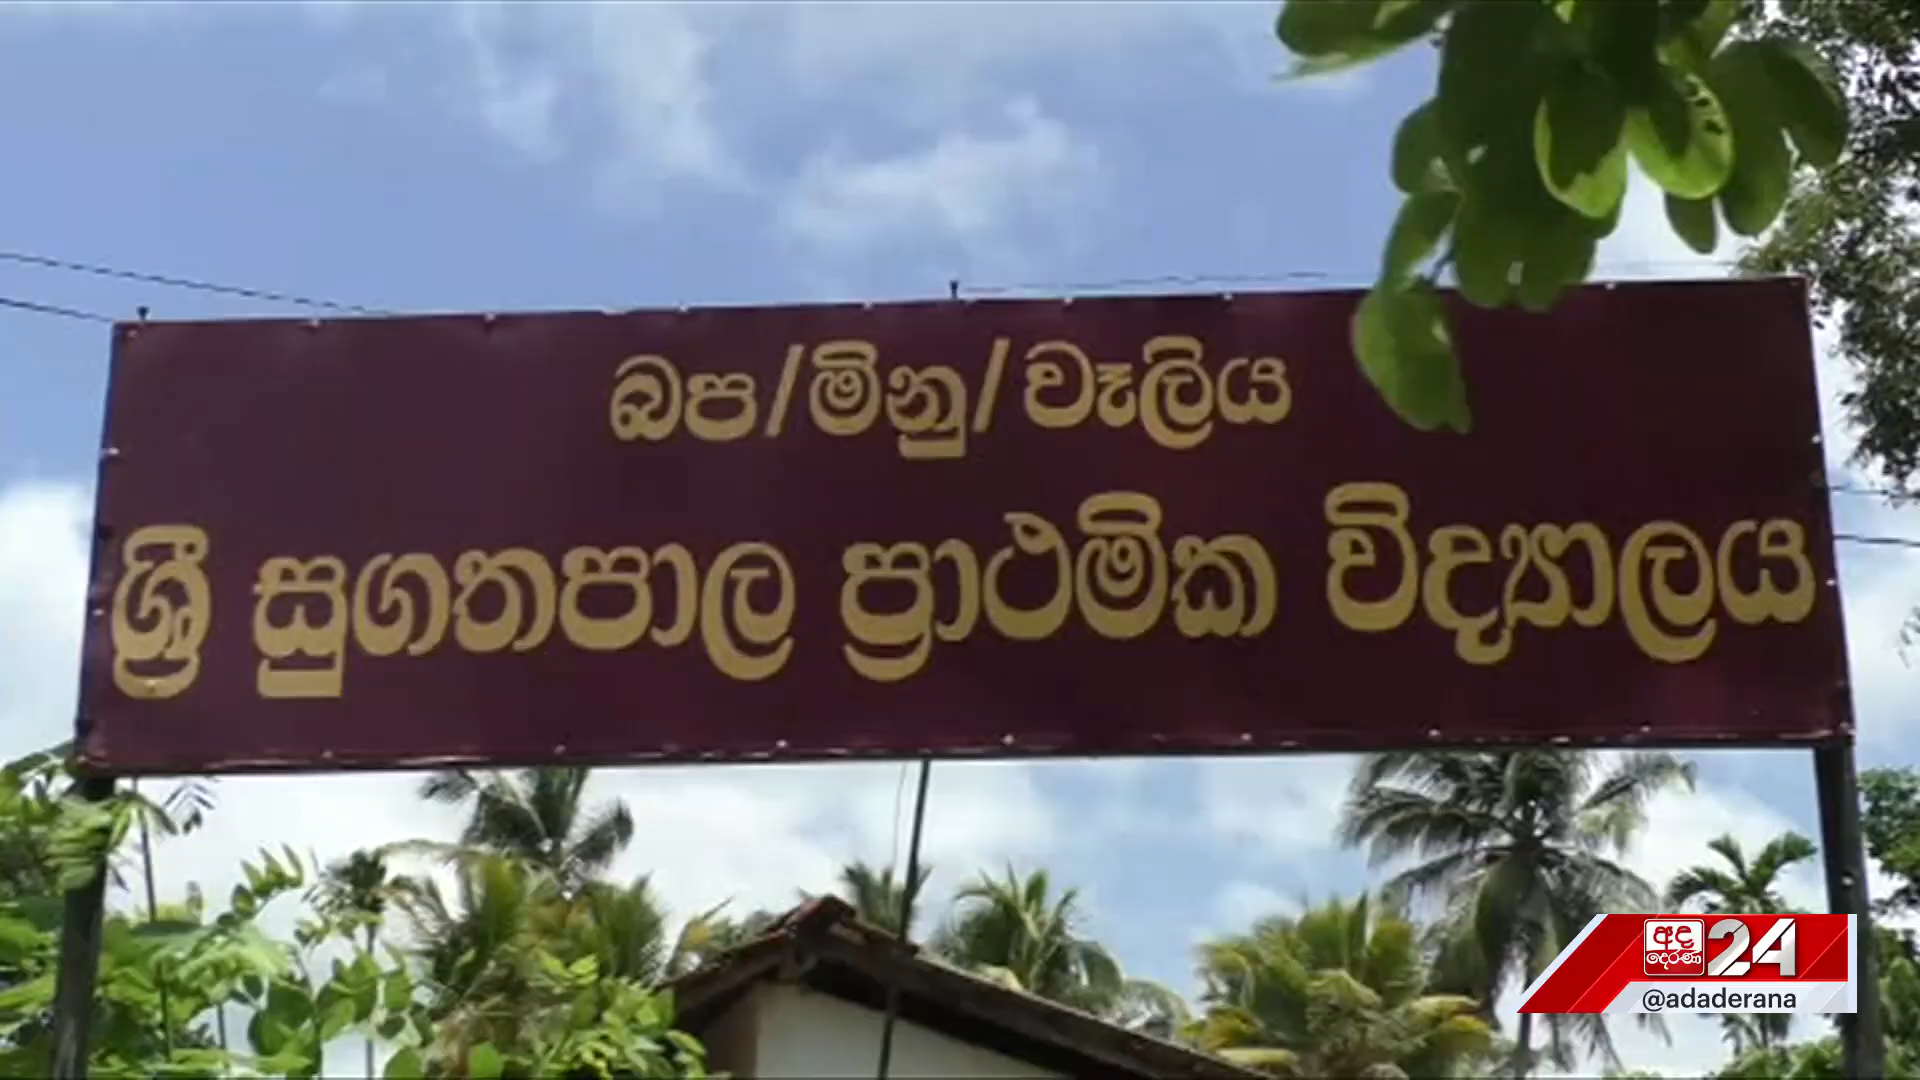 බප/මිනු/වෑලිය
ශ්‍රී සුගතපාල ප්‍රාථමික විද්‍යාලය
අද දෙරණ 24
@adaderana